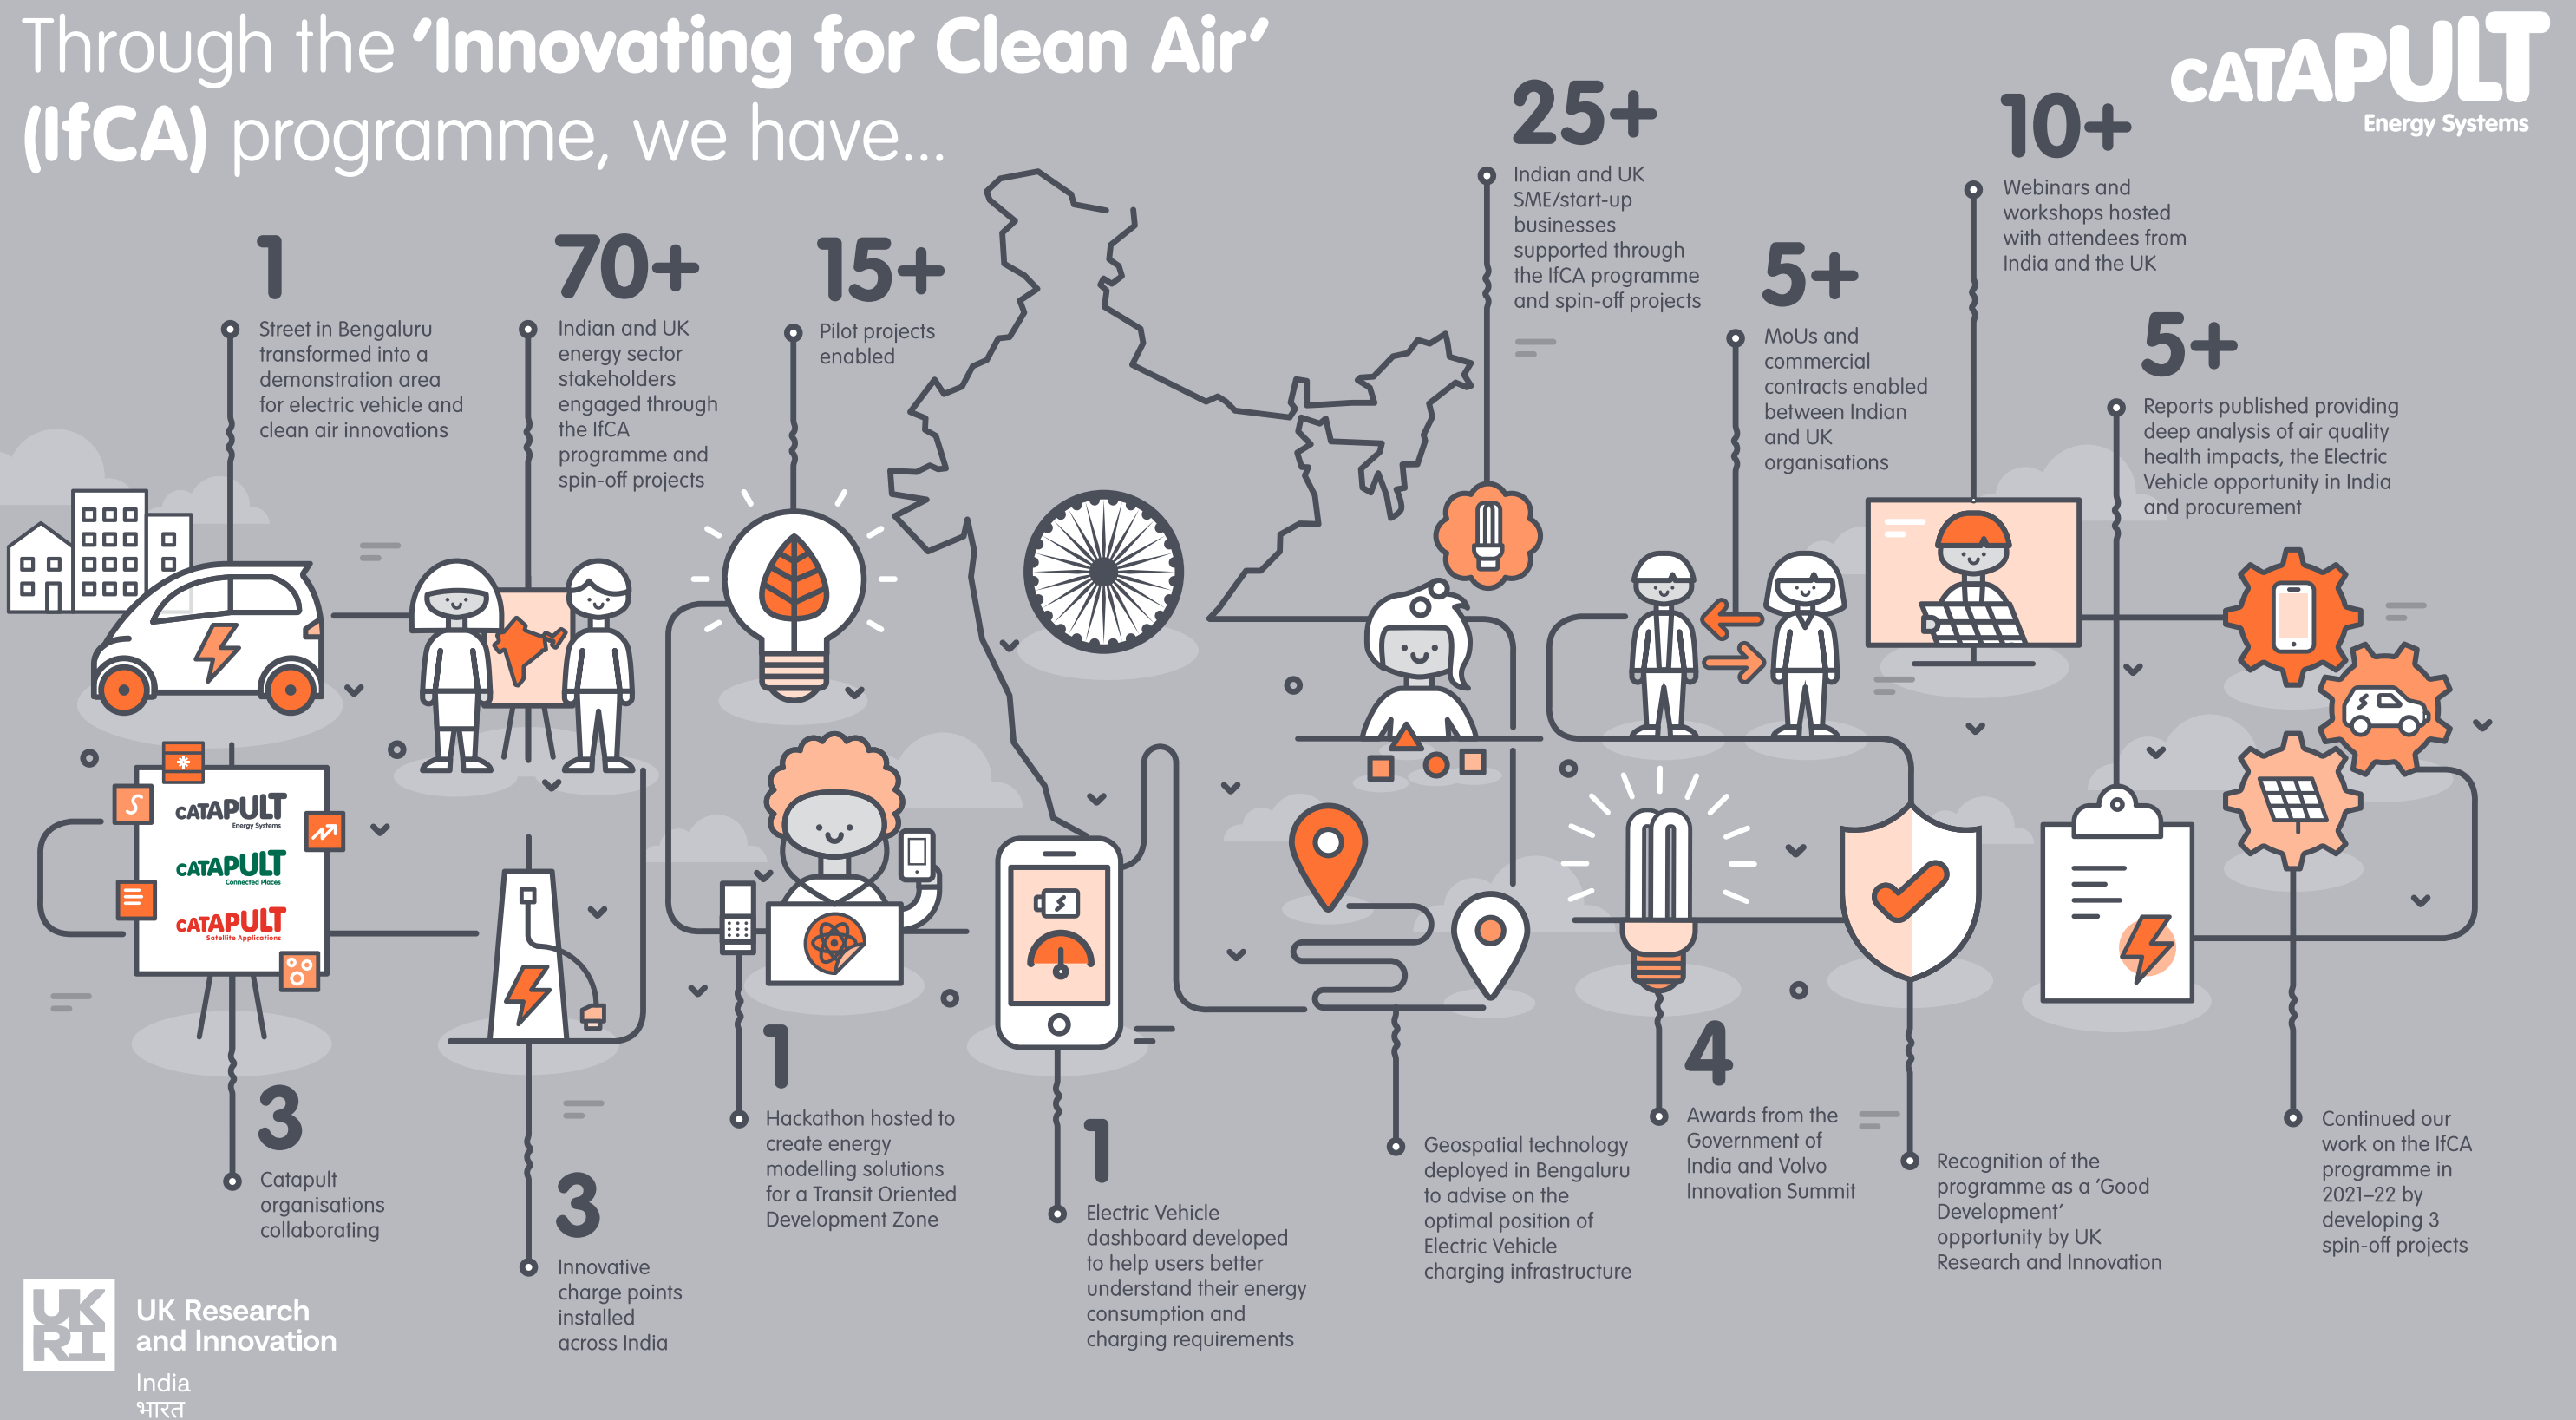 Through the ‘Innovating for Clean Air‘
(IfCA) programme, we have...
CATAPULT
Energy Systems
1
Street in Bengaluru
transformed into a
demonstration area
for electric vehicle and
clean air innovations
70+
Indian and UK
energy sector
stakeholders
engaged through
the IfCA
programme and
spin-off projects
15+
Pilot projects
enabled
25+
Indian and UK
SME/start-up
businesses
supported through
the IfCA programme
and spin-off projects
5+
MoUs and
commercial
contracts enabled
between Indian
and UK
organisations
10+
Webinars and
workshops hosted
with attendees from
India and the UK
5+
Reports published providing
deep analysis of air quality
health impacts, the Electric
Vehicle opportunity in India
and procurement
S
CATAPULT
Energy Systems
CATAPULT
Connected Places
CATAPULT
Satellite Applications
3
Catapult
organisations
collaborating
3
Innovative
charge points
installed
across India
1
Hackathon hosted to
create energy
modelling solutions
for a Transit Oriented
Development Zone
1
Electric Vehicle
dashboard developed
to help users better
understand their energy
consumption and
charging requirements
Geospatial technology
deployed in Bengaluru
to advise on the
optimal position of
Electric Vehicle
charging infrastructure
4
Awards from the
Government of
India and Volvo
Innovation Summit
Recognition of the
programme as a ‘Good
Development‘
opportunity by UK
Research and Innovation
Continued our
work on the IfCA
programme in
2021–22 by
developing 3
spin-off projects
UK
RI
UK Research
and Innovation
India
भारत